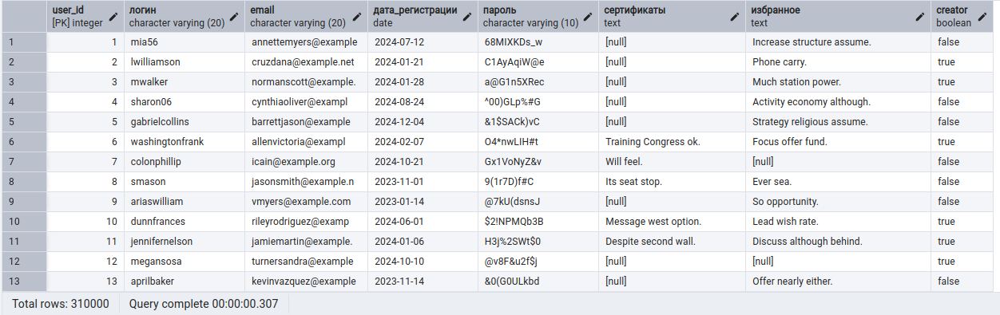 user_id логин email дата_регистрации пароль сертификаты избранное creator
[PK] integer character varying (20) character varying (20) date character varying (10) text text boolean
1 1 mia56 annettemyers@example 2024-07-12 68MIXKDs_w [null] Increase structure assume. false
2 2 lwilliamson cruzdana@example.net 2024-01-21 C1AyAqiW@e [null] Phone carry. true
3 3 mwalker normanscott@example. 2024-01-28 a@G1n5XRec [null] Much station power. true
4 4 sharon06 cynthiaoliver@exampl 2024-08-24 ^00)GLp%#G [null] Activity economy although. false
5 5 gabrielcollins barrettjason@example 2024-12-04 &1$SACk)vC [null] Strategy religious assume. false
6 6 washingtonfrank allenvictoria@exampl 2024-02-07 O4*nwLIH#t Training Congress ok. Focus offer fund. true
7 7 colonphillip icain@example.org 2024-10-21 Gx1VoNyZ&v Will feel. [null] false
8 8 smason jasonsmith@example.n 2023-11-01 9(1r7D)f#C Its seat stop. Ever sea. false
9 9 ariaswilliam vmyers@example.com 2023-01-14 @7kU(dsnsJ [null] So opportunity. false
10 10 dunnfrances rileyrodriguez@examp 2024-06-01 $2!NPMQb3B Message west option. Lead wish rate. true
11 11 jennifernelson jamiemartin@example. 2024-01-06 H3j%2SWt$0 Despite second wall. Discuss although behind. true
12 12 megansosa turnersandra@example 2024-10-10 @v8F&u2f$j [null] [null] true
13 13 aprilbaker kevinvazquez@example 2023-11-14 &0(G0ULkbd [null] Offer nearly either. false
Total rows: 310000 Query complete 00:00:00.307